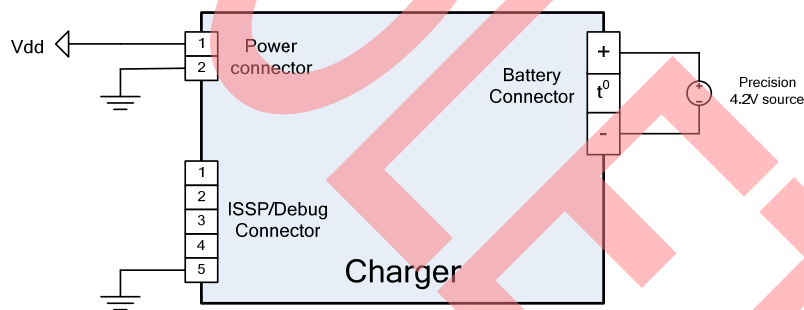 Vdd
1
2
Power
connector
Battery
Connector
+
t⁰
-
+
−
Precision
4.2V source
1
2
3
4
5
ISSP/Debug
Connector
Charger